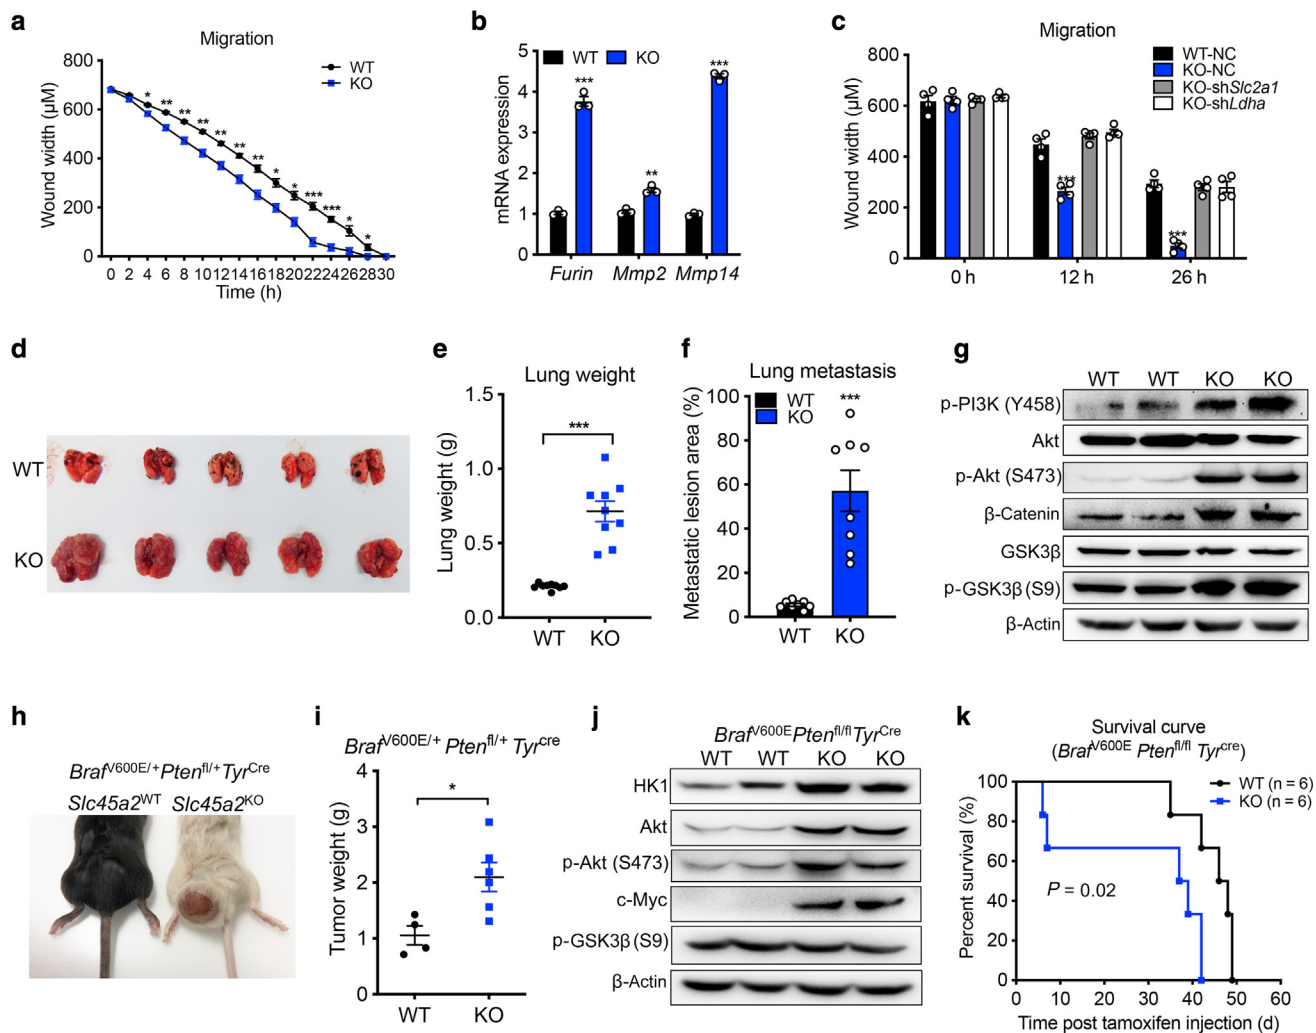 a
Migration
WT
KO
Wound width (µM)
800
600
400
200
0
* ** ** ** ** ** ** * * *** *** * *
0 2 4 6 8 10 12 14 16 18 20 22 24 26 28 30
Time (h)
b
WT KO
mRNA expression
5
4
3
2
1
0
*** ** ***
Furin Mmp2 Mmp14
c
Migration
WT-NC
KO-NC
KO-shSlc2a1
KO-shLdha
Wound width (µM)
800
600
400
200
0
*** ***
0 h 12 h 26 h
d
WT
KO
e
Lung weight
Lung weight (g)
1.5
1.0
0.5
0.0
***
WT KO
f
Lung metastasis
WT
KO
***
Metastatic lesion area (%)
100
80
60
40
20
0
WT KO
g
WT WT KO KO
p-PI3K (Y458)
Akt
p-Akt (S473)
β-Catenin
GSK3β
p-GSK3β (S9)
β-Actin
h
BrafV600E/+Ptenfl/+TyrCre
Slc45a2WT Slc45a2KO
i
BrafV600E/+ Ptenfl/+ Tyrcre
Tumor weight (g)
4
3
2
1
0
*
WT KO
j
BrafV600EPtenfl/flTyrCre
WT WT KO KO
HK1
Akt
p-Akt (S473)
c-Myc
p-GSK3β (S9)
β-Actin
k
Survival curve
(BrafV600E Ptenfl/fl Tyrcre)
WT (n = 6)
KO (n = 6)
Percent survival (%)
100
80
60
40
20
0
P = 0.02
0 10 20 30 40 50 60
Time post tamoxifen injection (d)